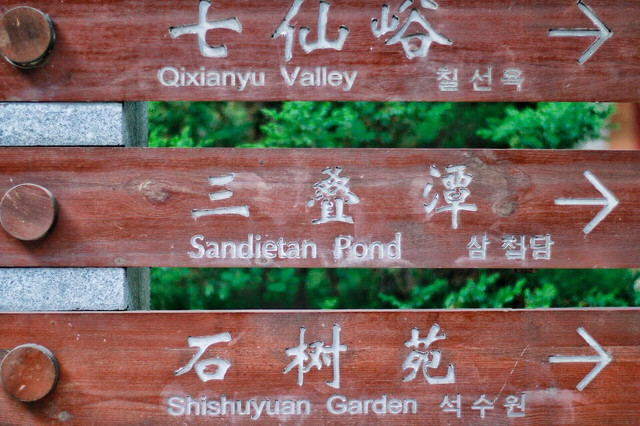 七仙峪
Qixianyu Valley 칠선욕
三叠潭
Sandietan Pond 삼첩담
石树苑
Shishuyuan Garden 석수원